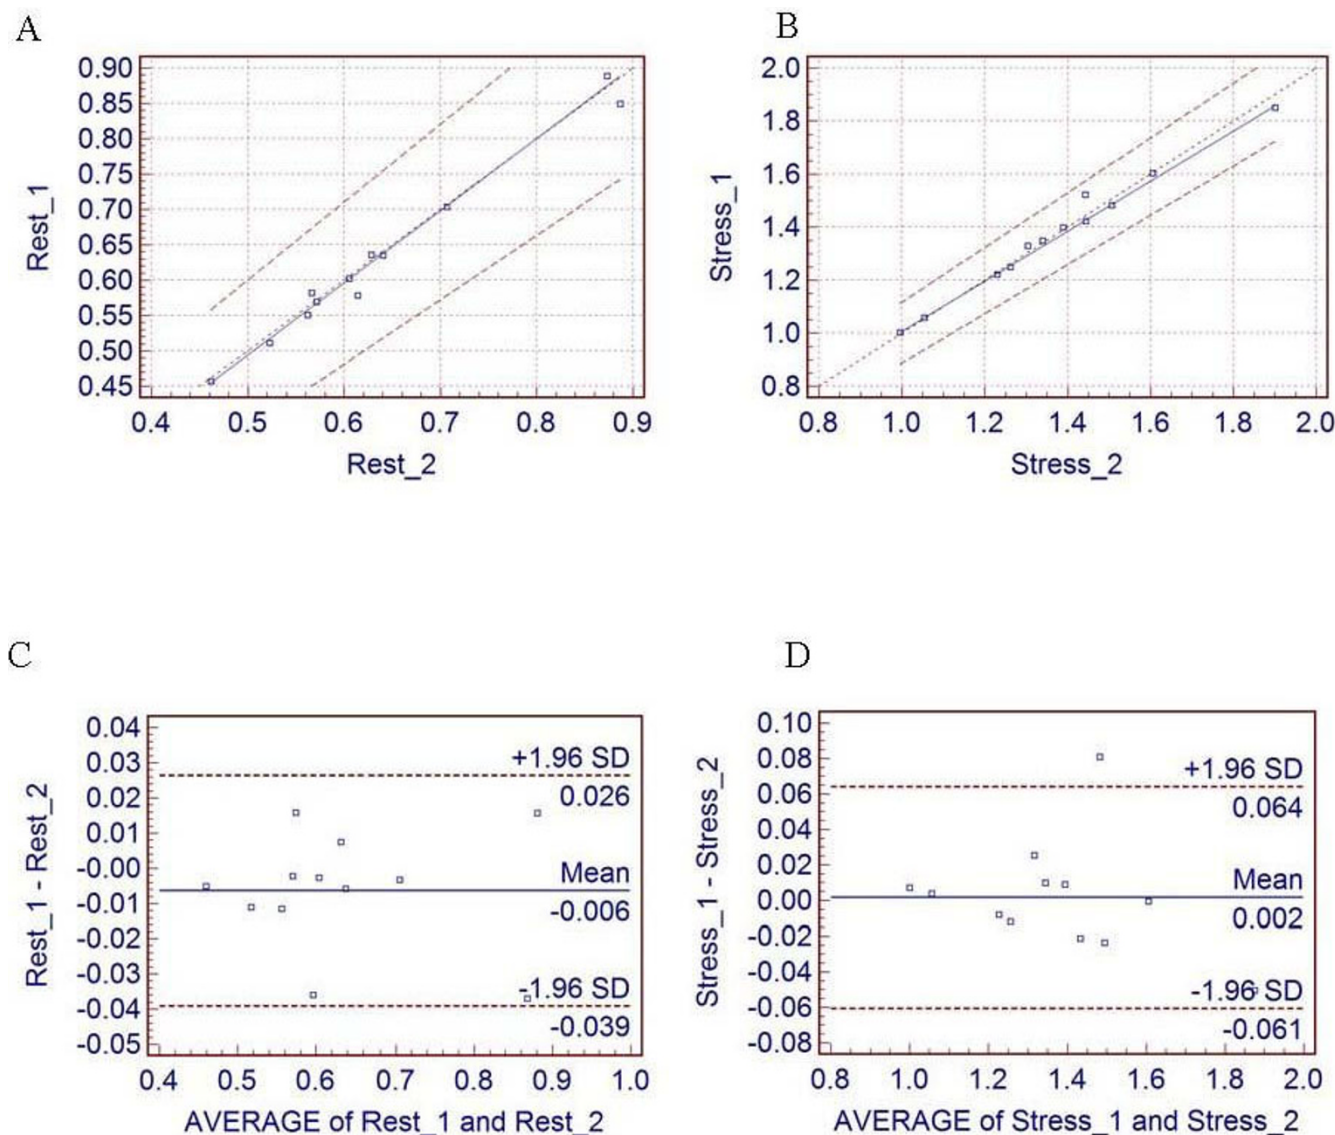 A
0.90
0.85
0.80
0.75
0.70
0.65
0.60
0.55
0.50
0.45
Rest_1
0.4 0.5 0.6 0.7 0.8 0.9
Rest_2
B
2.0
1.8
1.6
1.4
1.2
1.0
0.8
Stress_1
0.8 1.0 1.2 1.4 1.6 1.8 2.0
Stress_2
C
0.04
0.03
0.02
0.01
-0.00
-0.01
-0.02
-0.03
-0.04
-0.05
Rest_1 - Rest_2
+1.96 SD
0.026
Mean
-0.006
-1.96 SD
-0.039
0.4 0.5 0.6 0.7 0.8 0.9 1.0
AVERAGE of Rest_1 and Rest_2
D
0.10
0.08
0.06
0.04
0.02
0.00
-0.02
-0.04
-0.06
-0.08
Stress_1 - Stress_2
+1.96 SD
0.064
Mean
0.002
-1.96 SD
-0.061
0.8 1.0 1.2 1.4 1.6 1.8 2.0
AVERAGE of Stress_1 and Stress_2